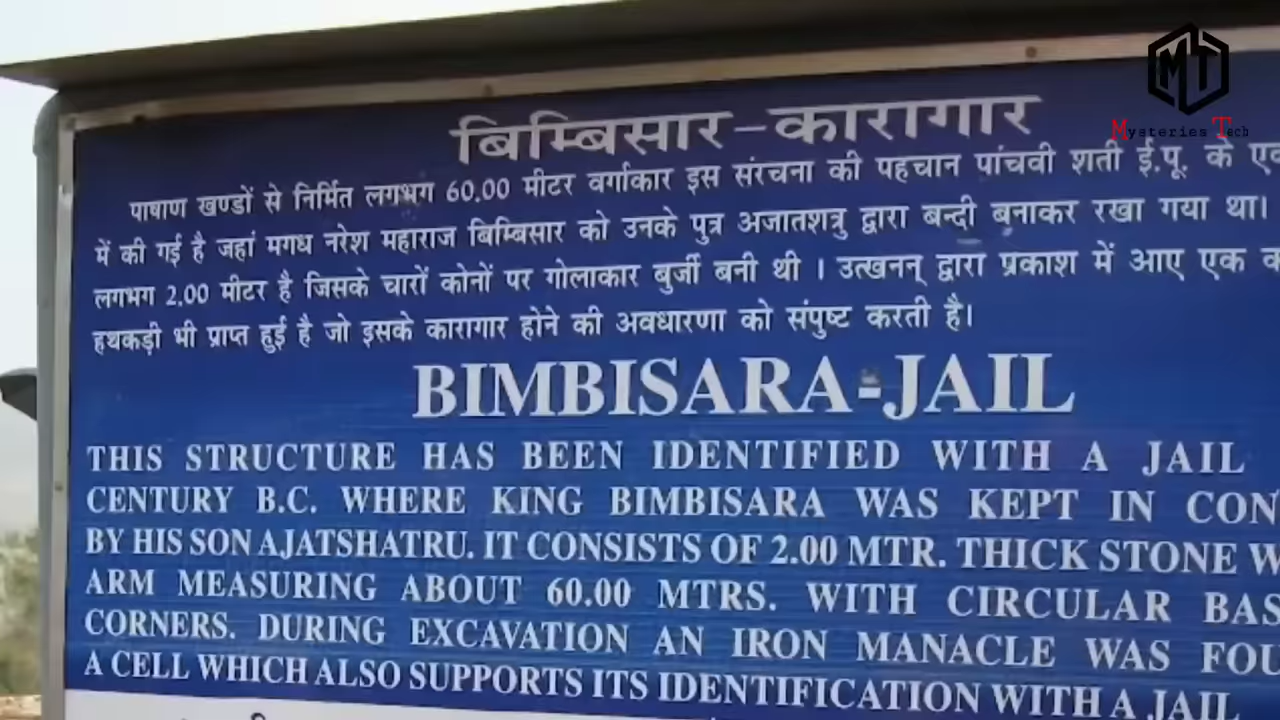 MT
Mysteries Tech
बिम्बिसार-कारागार
पाषाण खण्डों से निर्मित लगभग 60.00 मीटर वर्गाकार इस संरचना की पहचान पांचवी शती ई.पू. के
में की गई है जहां मगध नरेश महाराज बिम्बिसार को उनके पुत्र अजातशत्रु द्वारा बन्दी बनाकर रखा गया था।
लगभग 2.00 मीटर है जिसके चारों कोनों पर गोलाकार बुर्जी बनी थी । उत्खनन् द्वारा प्रकाश में आए एक
हथकड़ी भी प्राप्त हुई है जो इसके कारागार होने की अवधारणा को संपुष्ट करती है।
BIMBISARA-JAIL
THIS STRUCTURE HAS BEEN IDENTIFIED WITH A JAIL
CENTURY B.C. WHERE KING BIMBISARA WAS KEPT IN CON
BY HIS SON AJATSHATRU. IT CONSISTS OF 2.00 MTR. THICK STONE W
ARM MEASURING ABOUT 60.00 MTRS. WITH CIRCULAR BAS
CORNERS. DURING EXCAVATION AN IRON MANACLE WAS FOU
A CELL WHICH ALSO SUPPORTS ITS IDENTIFICATION WITH A JAIL